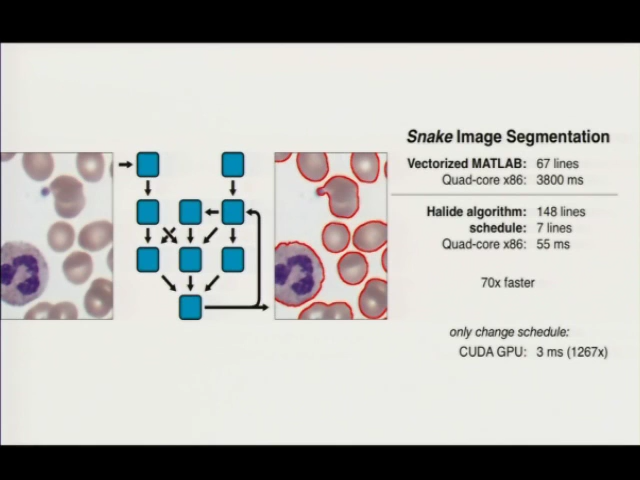 Snake Image Segmentation
Vectorized MATLAB: 67 lines
Quad-core x86: 3800 ms
Halide algorithm: 148 lines
schedule: 7 lines
Quad-core x86: 55 ms
70x faster
only change schedule:
CUDA GPU: 3 ms (1267x)